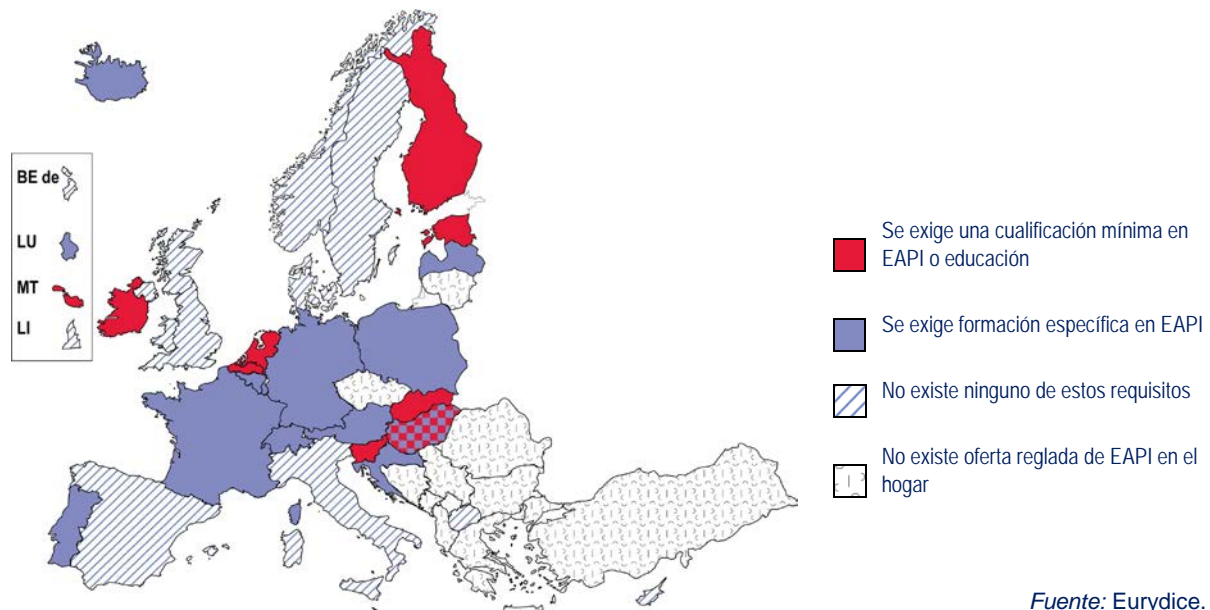 BE de
LU
MT
LI
Se exige una cualificación mínima en
EAPI o educación
Se exige formación específica en EAPI
No existe ninguno de estos requisitos
No existe oferta reglada de EAPI en el
hogar
Fuente: Eurydice.